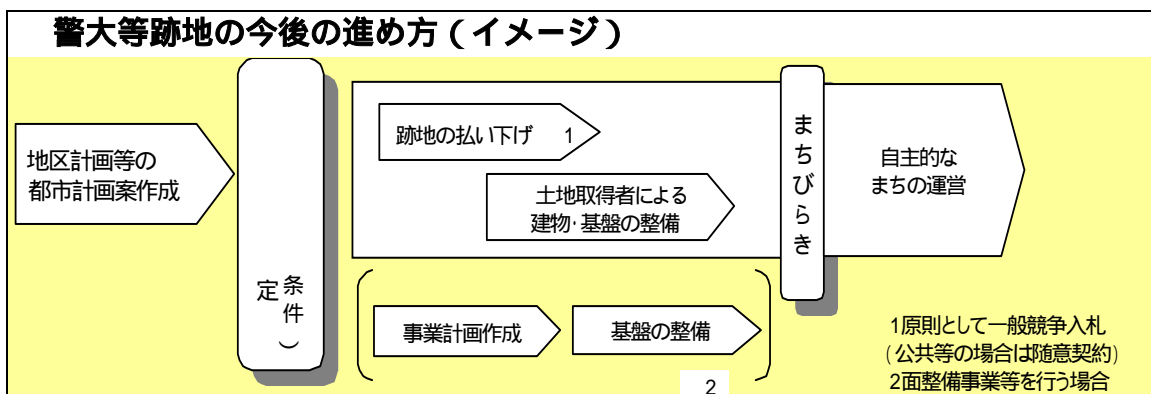 警大等跡地の今後の進め方(イメージ)
地区計画等の
都市計画案作成
定
条件)
跡地の払い下げ 1
土地取得者による
建物・基盤の整備
事業計画作成
基盤の整備
2
まちびらき
自主的な
まちの運営
1原則として一般競争入札
(公共等の場合は随意契約)
2面整備事業等を行う場合